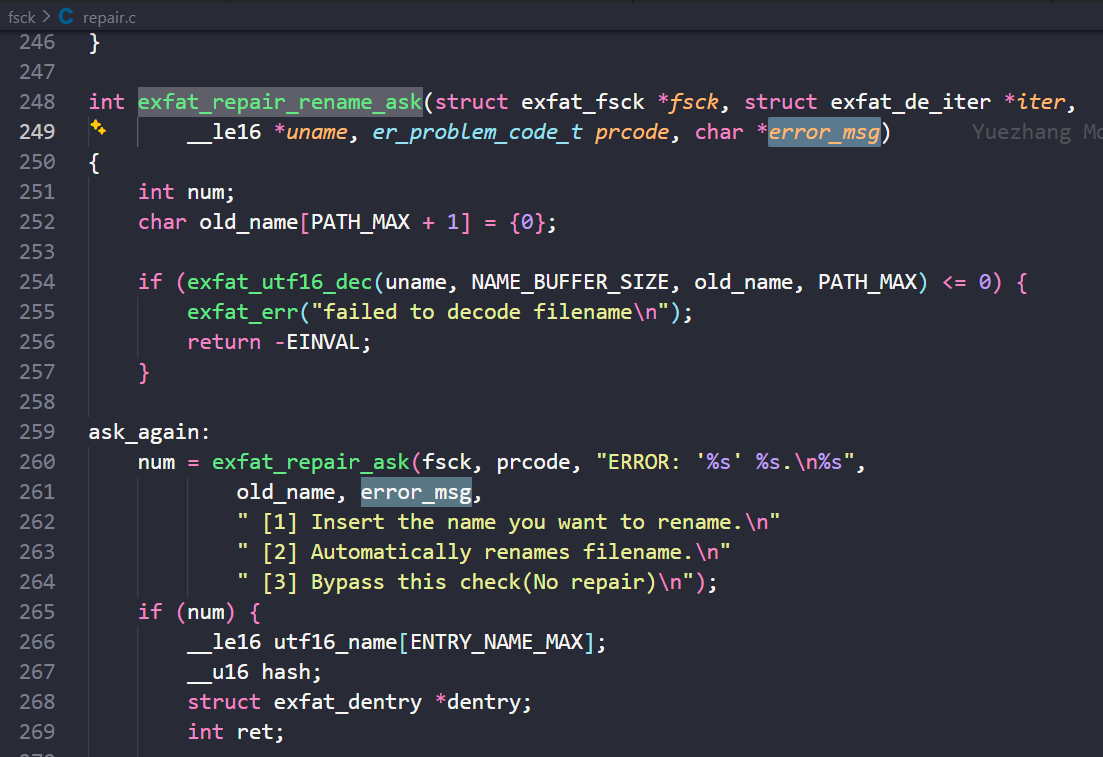 fsck > C repair.c
246 }
247
248 int exfat_repair_rename_ask(struct exfat_fsck *fsck, struct exfat_de_iter *iter,
249 __le16 *uname, er_problem_code_t prcode, char *error_msg) Yuezhang
250 {
251 int num;
252 char old_name[PATH_MAX + 1] = {0};
253
254 if (exfat_utf16_dec(uname, NAME_BUFFER_SIZE, old_name, PATH_MAX) <= 0) {
255 exfat_err("failed to decode filename\n");
256 return -EINVAL;
257 }
258
259 ask_again:
260 num = exfat_repair_ask(fsck, prcode, "ERROR: '%s' %s.\n%s",
261 old_name, error_msg,
262 " [1] Insert the name you want to rename.\n"
263 " [2] Automatically renames filename.\n"
264 " [3] Bypass this check(No repair)\n");
265 if (num) {
266 __le16 utf16_name[ENTRY_NAME_MAX];
267 __u16 hash;
268 struct exfat_dentry *dentry;
269 int ret;